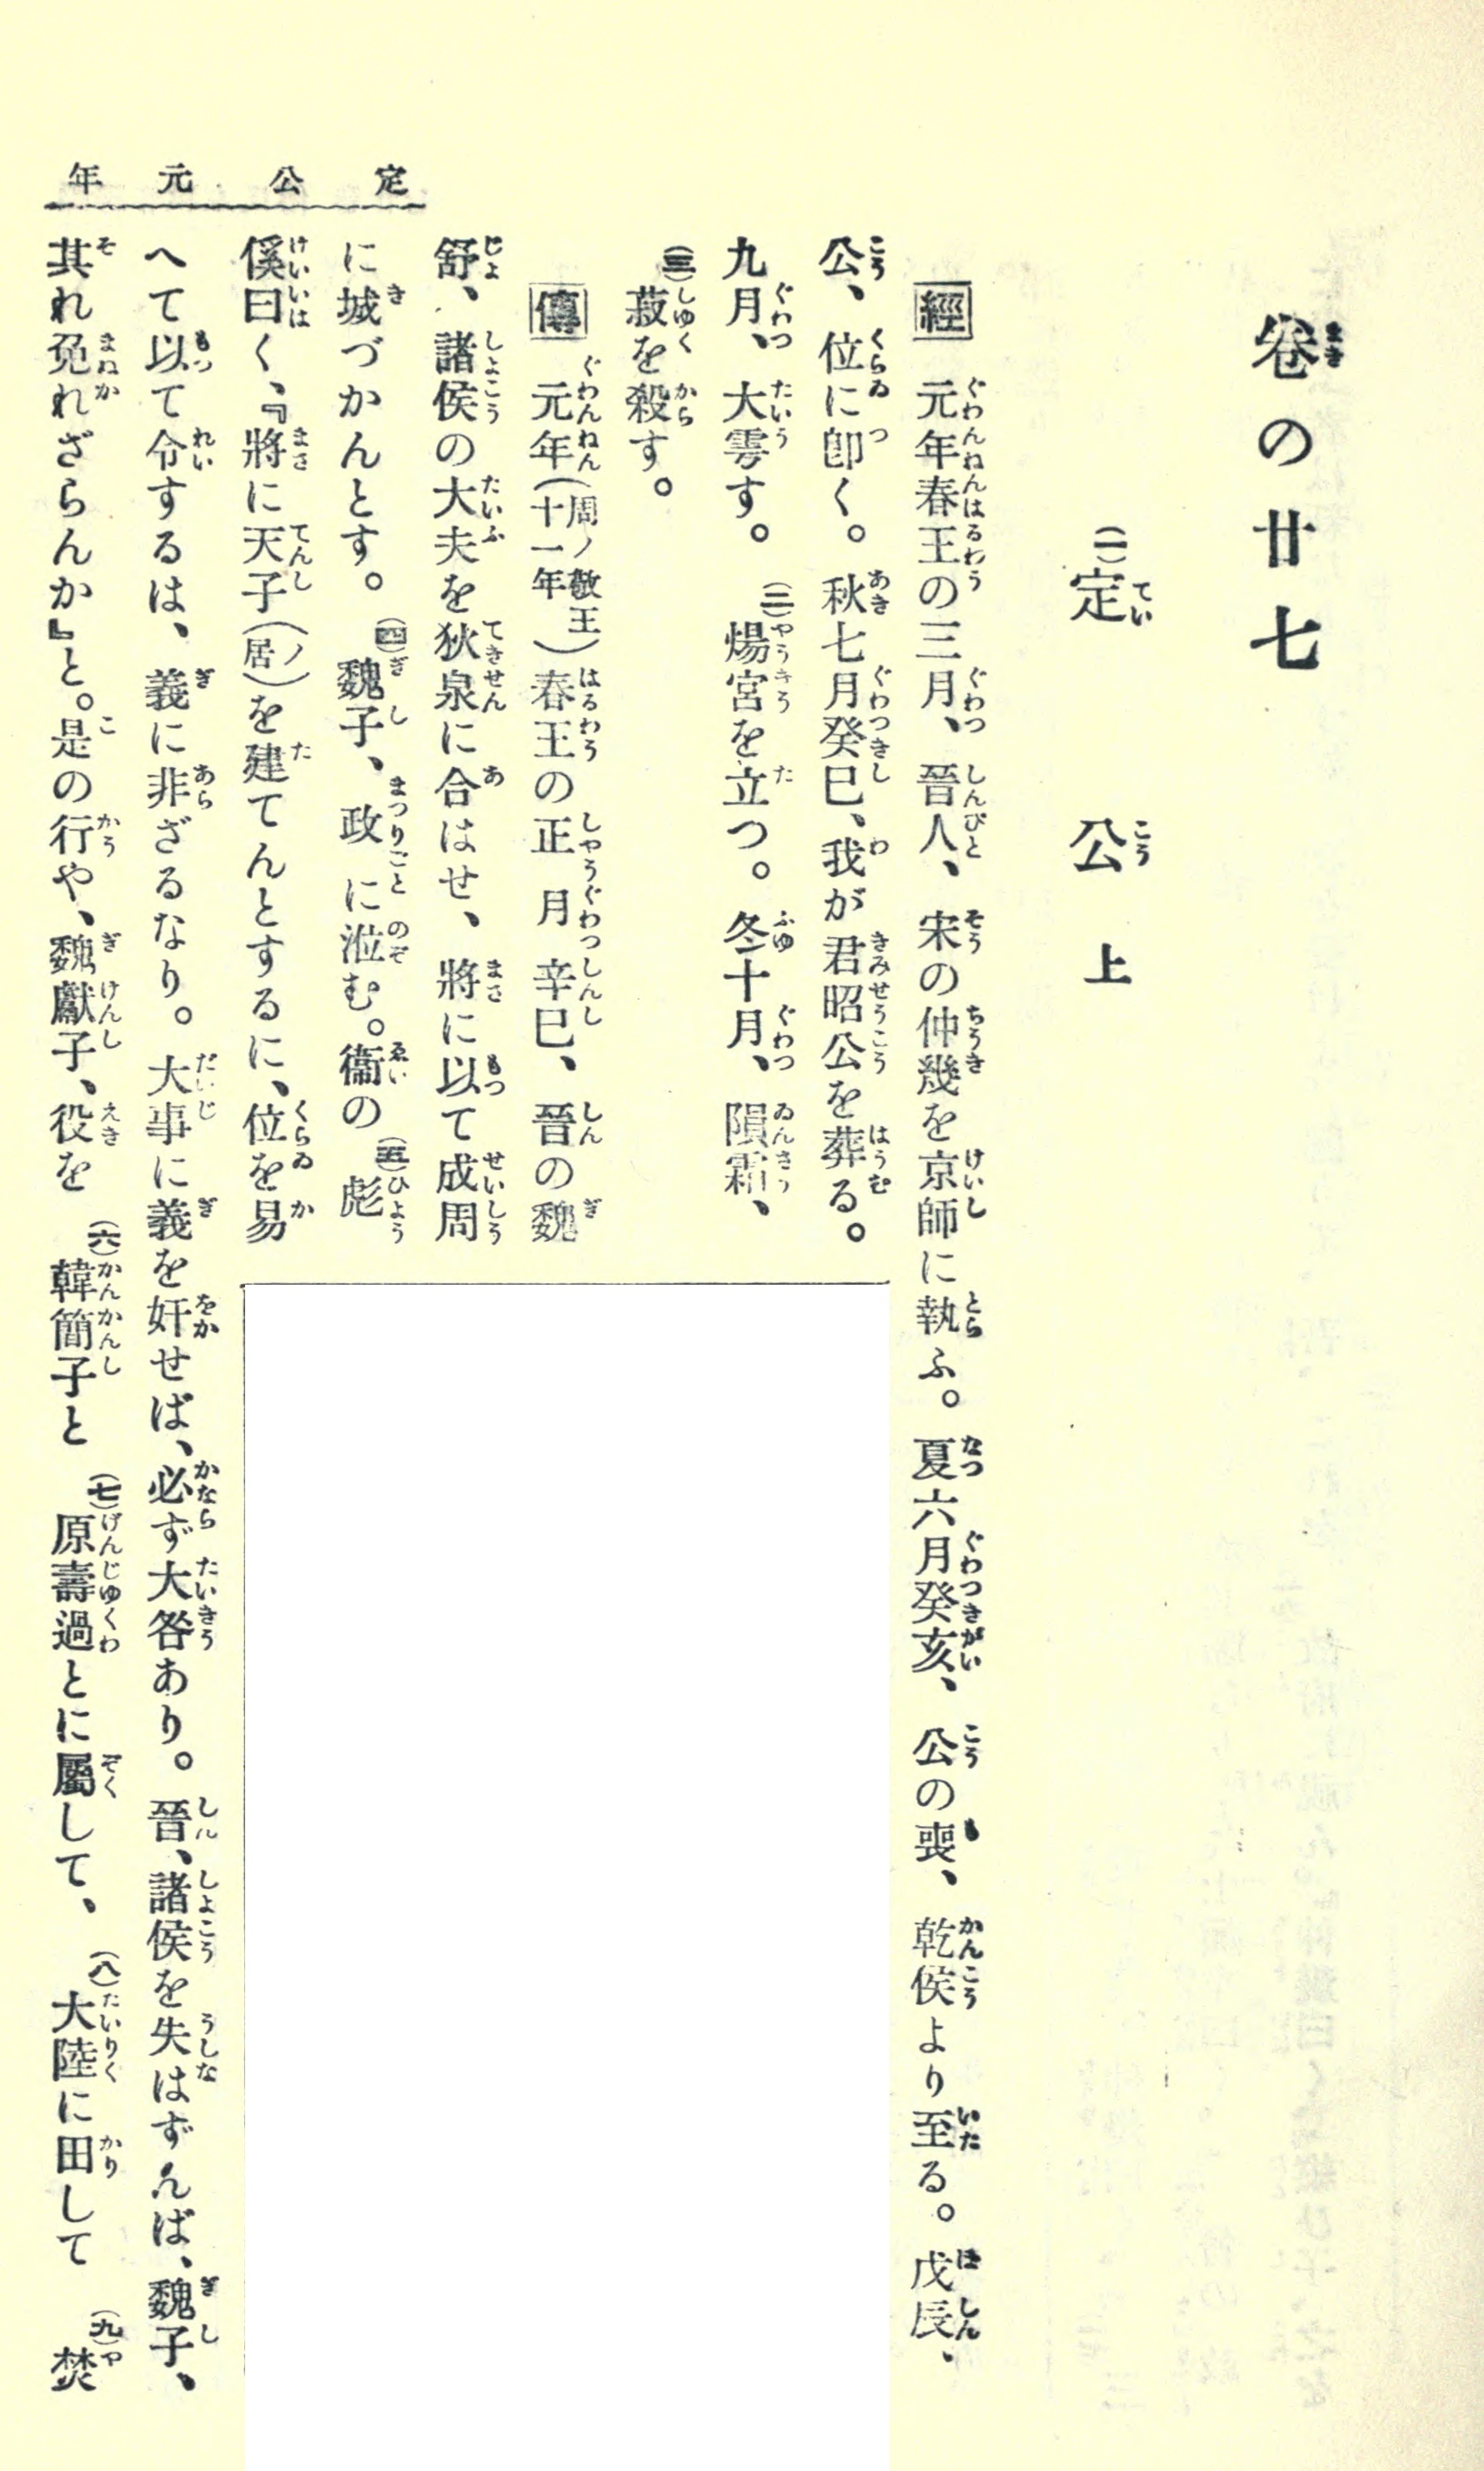 卷の廿七
(一)定公上
經 元年春王の三月、晉人、宋の仲幾を京師に執ふ。夏六月癸亥、公の喪、乾侯より至る。戊辰、
公、位に卽く。秋七月癸巳、我が君昭公を葬る。
九月、大雩す。(二)煬宮を立つ。冬十月、隕霜、
(三)菽を殺す。
傳 元年(周ノ敬王十一年)春王の正月辛巳、晉の魏
舒、諸侯の大夫を狄泉に合はせ、將に以て成周
に城づかんとす。(四)魏子、政に涖む。衞の(五)彪
傒曰く、『將に天子(ノ居)を建てんとするに、位を易
へて以て令するは、義に非ざるなり。大事に義を奸せば、必ず大咎あり。晉、諸侯を失はずんば、魏子、
其れ免れざらんか』と。是の行や、魏獻子、役を(六)韓簡子と(七)原壽過とに屬して、(八)大陸に田して(九)焚
定公元年